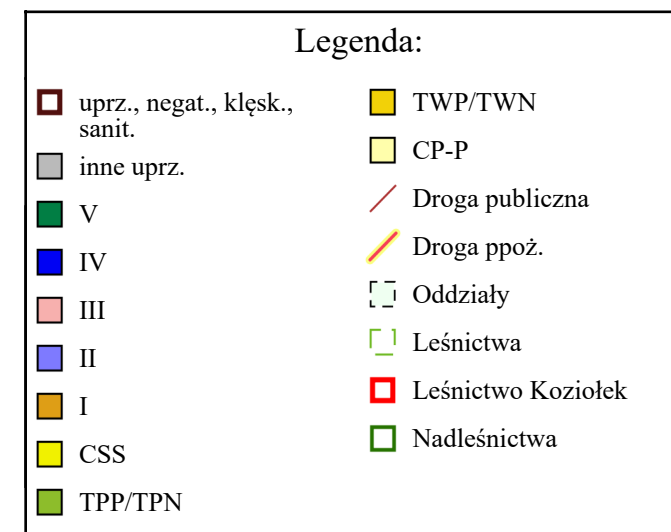 Legenda:
uprz., negat., klęsk.,
sanit.
inne uprz.
V
IV
III
II
I
CSS
TPP/TPN
TWP/TWN
CP-P
Droga publiczna
Droga ppoż.
Oddziały
Leśnictwa
Leśnictwo Koziołek
Nadleśnictwa